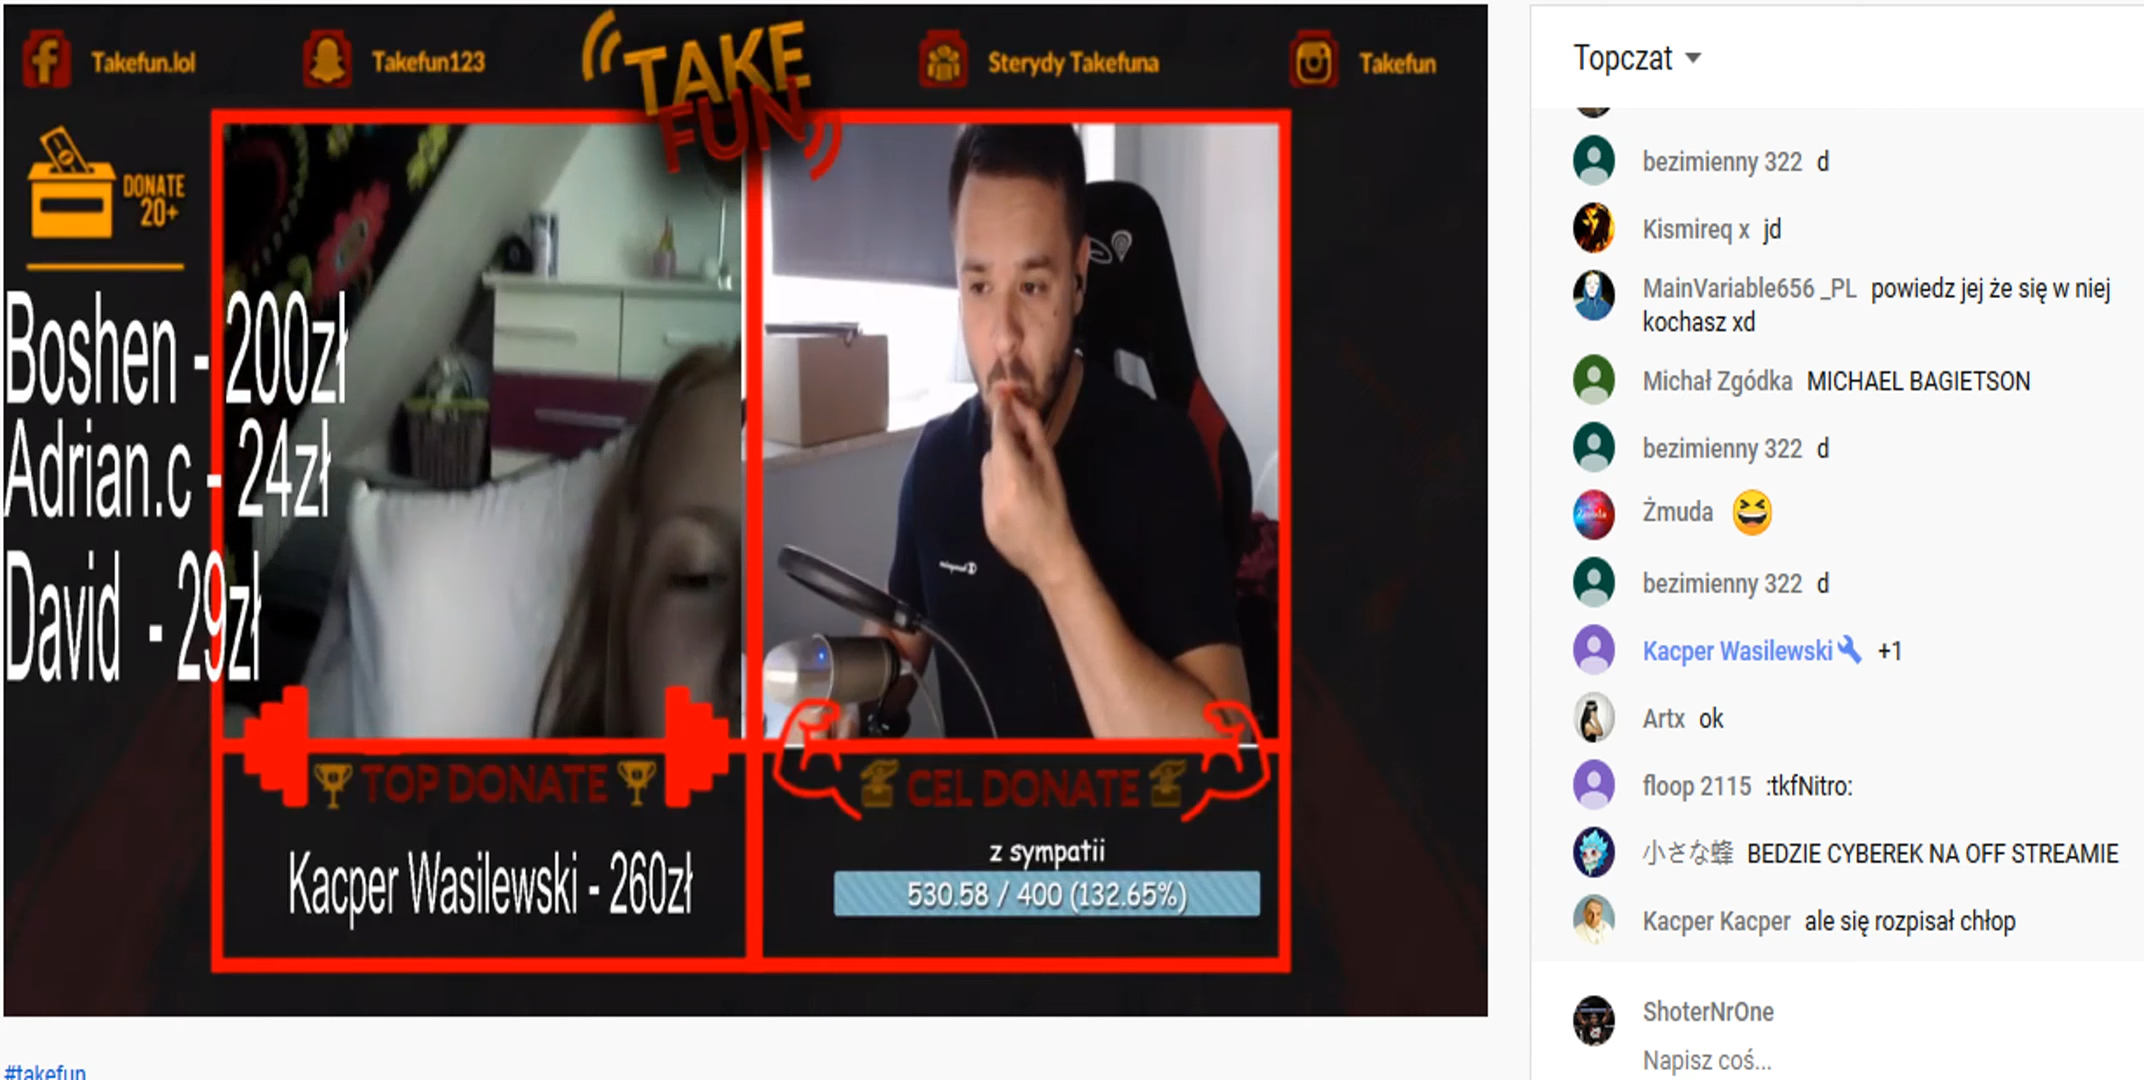 Takefun.lol
Takefun123
TAKE
FUN
Sterydy Takefuna
Takefun
DONATE
20+
Boshen - 200zł
Adrian.c - 24zł
David - 29zł
TOP DONATE
Kacper Wasilewski - 260zł
CEL DONATE
z sympatii
530.58 / 400 (132.65%)
#takefun
Topczat
bezimienny 322 d
Kismireq x jd
MainVariable656 _PL powiedz jej że się w niej
kochasz xd
Michał Zgódka MICHAEL BAGIETSON
bezimienny 322 d
Żmuda 😆
bezimienny 322 d
Kacper Wasilewski +1
Artx ok
floop 2115 :tkfNitro:
小さな蜂 BEDZIE CYBEREK NA OFF STREAMIE
Kacper Kacper ale się rozpisał chłop
ShoterNrOne
Napisz coś...